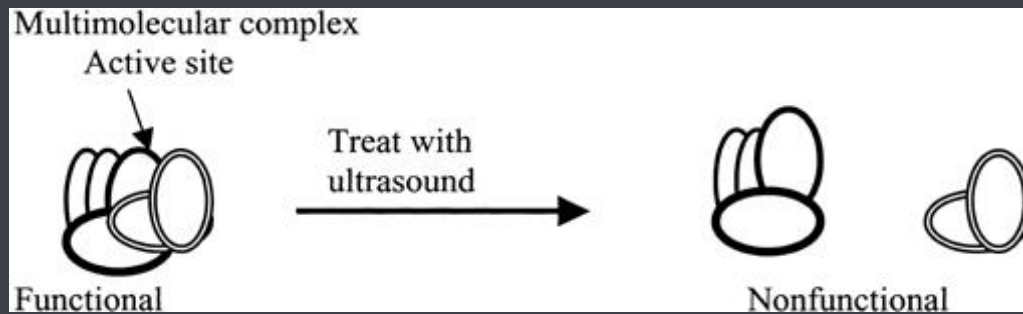 Multimolecular complex
Active site
Treat with
ultrasound
Functional
Nonfunctional